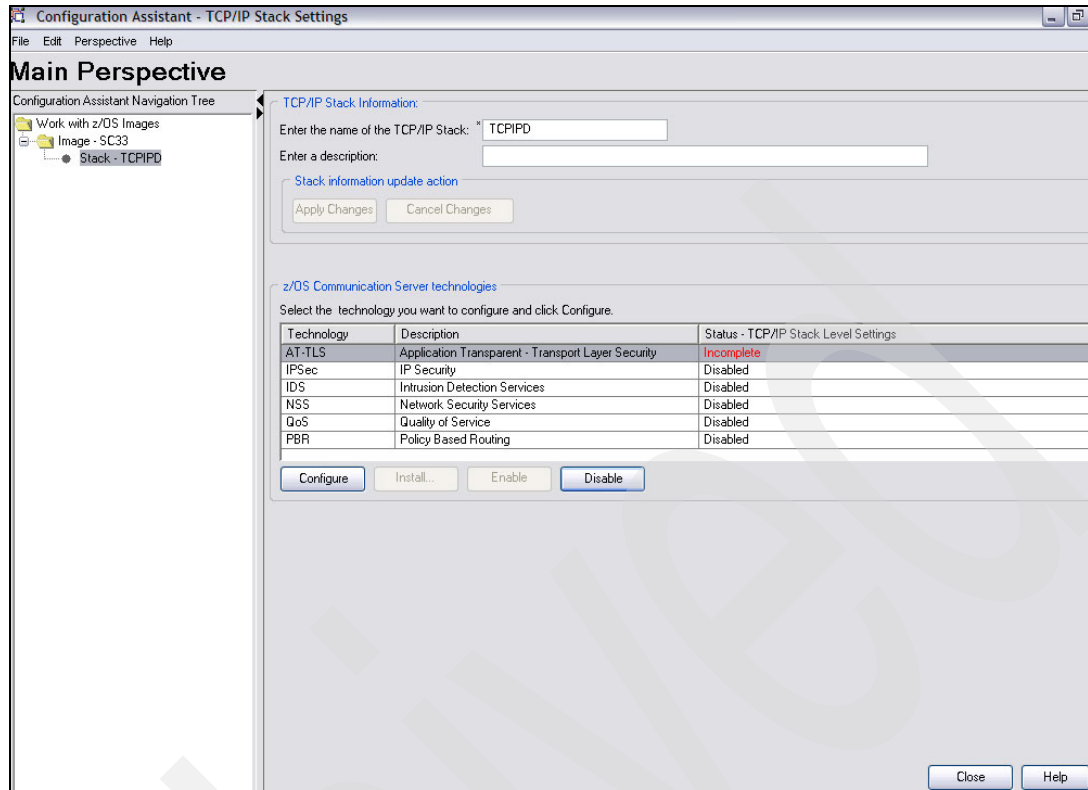 Configuration Assistant - TCP/IP Stack Settings
File Edit Perspective Help
Main Perspective
Configuration Assistant Navigation Tree
Work with z/OS Images
Image - SC33
Stack - TCPIPD
TCP/IP Stack Information:
Enter the name of the TCP/IP Stack: * TCPIPD
Enter a description:
Stack information update action
Apply Changes Cancel Changes
z/OS Communication Server technologies
Select the technology you want to configure and click Configure.
Technology Description Status - TCP/IP Stack Level Settings
AT-TLS Application Transparent - Transport Layer Security Incomplete
IPSec IP Security Disabled
IDS Intrusion Detection Services Disabled
NSS Network Security Services Disabled
QoS Quality of Service Disabled
PBR Policy Based Routing Disabled
Configure Install... Enable Disable
Close Help